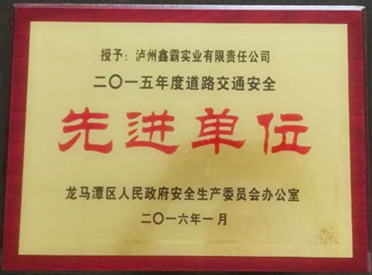 授予：泸州鑫霸实业有限责任公司
二〇一五年度道路交通安全
先进单位
龙马潭区人民政府安全生产委员会办公室
二〇一六年一月